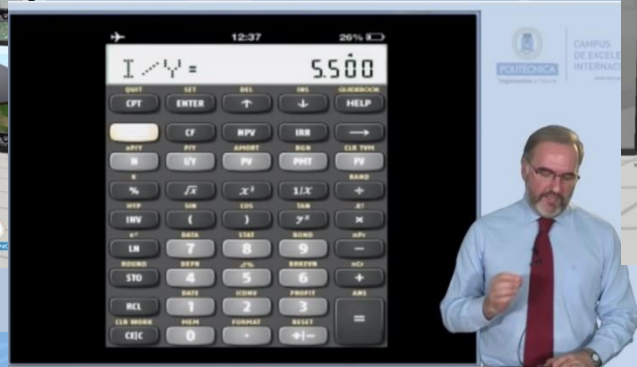 12:37 26%
I/Y= 5.500
QUIT SET DEL INS GUIDEBOOK
CPT ENTER ↑ ↓ HELP
CF NPV IRR →
xP/Y P/Y AMORT BGN CLR TVM
N I/Y PV PMT FV
K RAND
% √x x² 1/x ÷
HYP SIN COS TAN x!
INV ( ) yˣ ×
eˣ DATA STAT BOND nPr
LN 7 8 9 −
ROUND DEPR Δ% BRKEVN nCr
STO 4 5 6 +
DATE ICONV PROFIT ANS
RCL 1 2 3 =
CLR WORK MEM FORMAT RESET
CE|C 0 . +|−
POLITÉCNICA
CAMPUS
DE EXCELE
INTERNACI